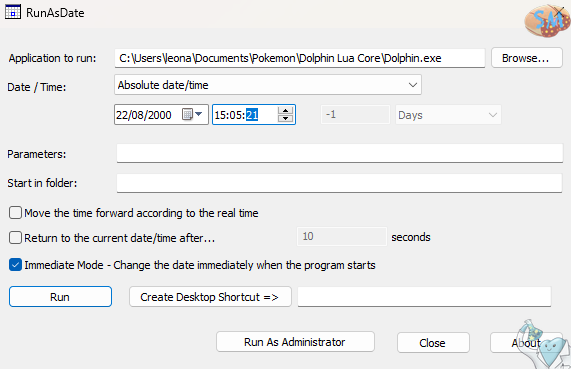 RunAsDate
SM
Application to run: C:\Users\leona\Documents\Pokemon\Dolphin Lua Core\Dolphin.exe Browse...
Date / Time: Absolute date/time
22/08/2000 15:05:21 -1 Days
Parameters:
Start in folder:
Move the time forward according to the real time
Return to the current date/time after... 10 seconds
Immediate Mode - Change the date immediately when the program starts
Run Create Desktop Shortcut =>
Run As Administrator Close About